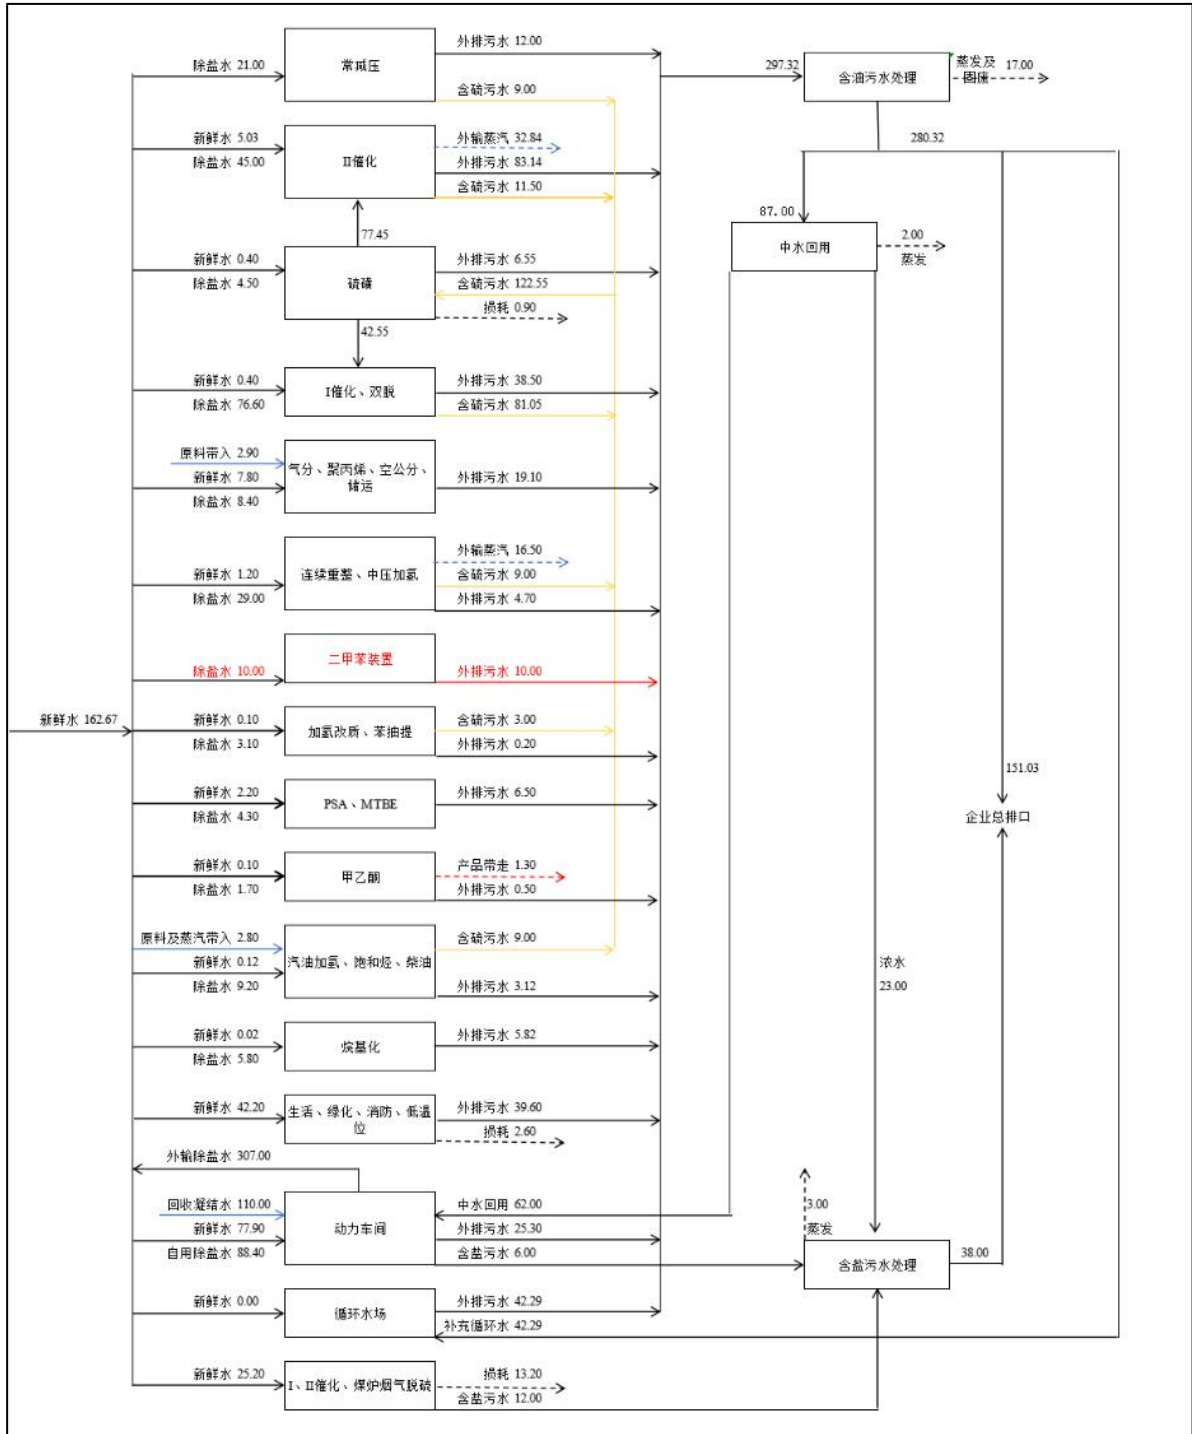 除盐水 21.00
常减压
外排污水 12.00
含硫污水 9.00
297.32
含油污水处理
蒸发及
固废
17.00
280.32
新鲜水 5.03
除盐水 45.00
II催化
外输蒸汽 32.84
外排污水 83.14
含硫污水 11.50
77.45
87.00
中水回用
2.00
蒸发
新鲜水 0.40
除盐水 4.50
硫磺
外排污水 6.55
含硫污水 122.55
损耗 0.90
42.55
新鲜水 0.40
除盐水 76.60
I催化、双脱
外排污水 38.50
含硫污水 81.05
原料带入 2.90
新鲜水 7.80
除盐水 8.40
气分、聚丙烯、空公分、
储运
外排污水 19.10
新鲜水 1.20
除盐水 29.00
连续重整、中压加氢
外输蒸汽 16.50
含硫污水 9.00
外排污水 4.70
除盐水 10.00
二甲苯装置
外排污水 10.00
新鲜水 162.67
新鲜水 0.10
除盐水 3.10
加氢改质、苯抽提
含硫污水 3.00
外排污水 0.20
151.03
企业总排口
新鲜水 2.20
除盐水 4.30
PSA、MTBE
外排污水 6.50
新鲜水 0.10
除盐水 1.70
甲乙酮
产品带走 1.30
外排污水 0.50
原料及蒸汽带入 2.80
新鲜水 0.12
除盐水 9.20
汽油加氢、饱和烃、柴油
含硫污水 9.00
外排污水 3.12
浓水
23.00
新鲜水 0.02
除盐水 5.80
烷基化
外排污水 5.82
新鲜水 42.20
生活、绿化、消防、低温
位
外排污水 39.60
损耗 2.60
外输除盐水 307.00
回收凝结水 110.00
新鲜水 77.90
自用除盐水 88.40
动力车间
中水回用 62.00
外排污水 25.30
含盐污水 6.00
3.00
蒸发
含盐污水处理
38.00
新鲜水 0.00
循环水场
外排污水 42.29
补充循环水 42.29
新鲜水 25.20
I、II催化、煤炉烟气脱硫
损耗 13.20
含盐污水 12.00